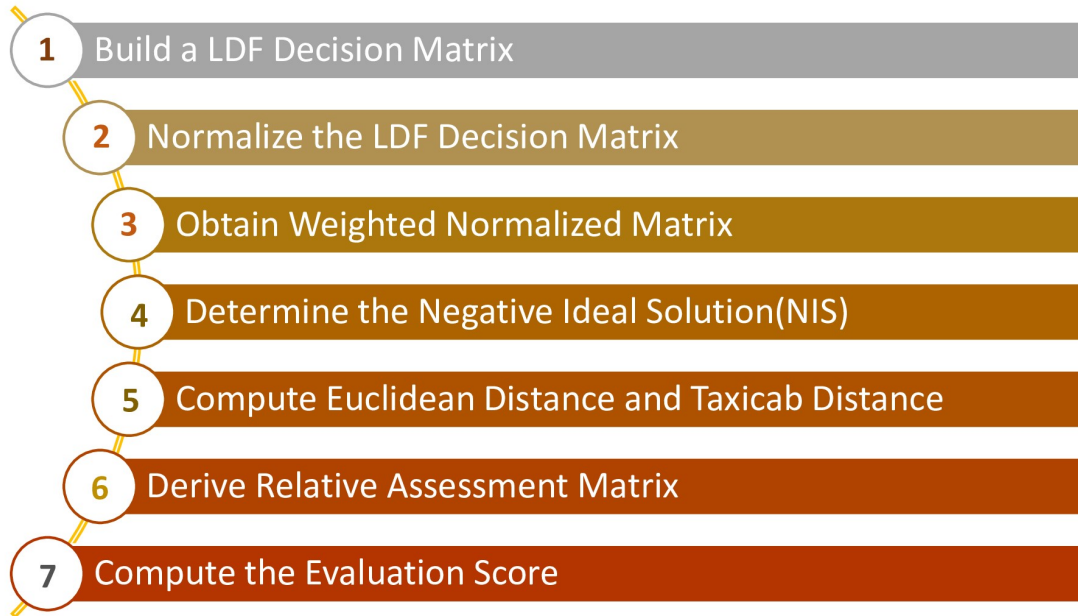 1 Build a LDF Decision Matrix
2 Normalize the LDF Decision Matrix
3 Obtain Weighted Normalized Matrix
4 Determine the Negative Ideal Solution(NIS)
5 Compute Euclidean Distance and Taxicab Distance
6 Derive Relative Assessment Matrix
7 Compute the Evaluation Score